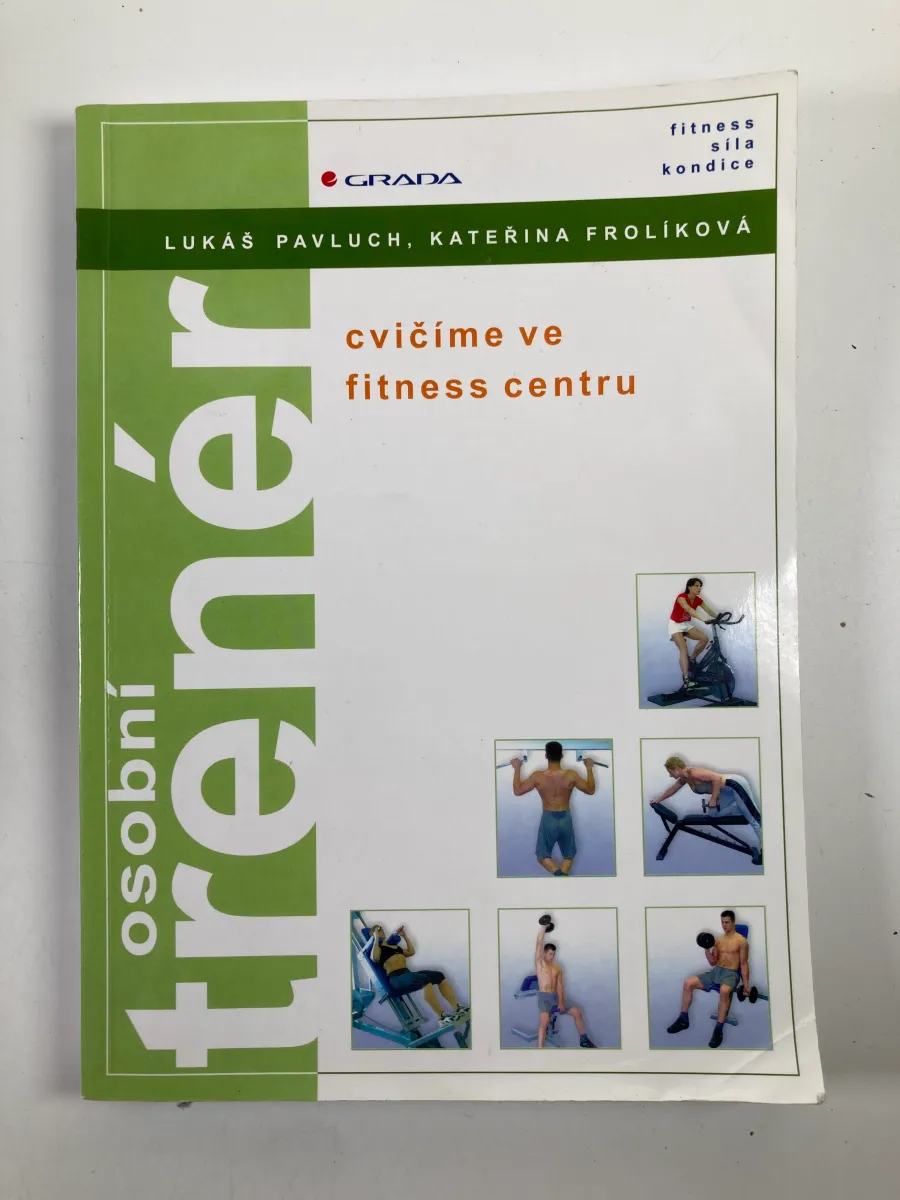 GRADA
fitness
síla
kondice
LUKÁŠ PAVLUCH, KATEŘINA FROLÍKOVÁ
osobní
trenér
cvičíme ve
fitness centru